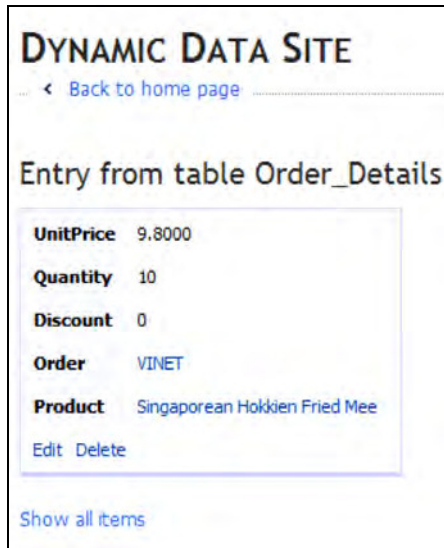 DYNAMIC DATA SITE
< Back to home page
Entry from table Order_Details
UnitPrice 9.8000
Quantity 10
Discount 0
Order VINET
Product Singaporean Hokkien Fried Mee
Edit Delete
Show all items